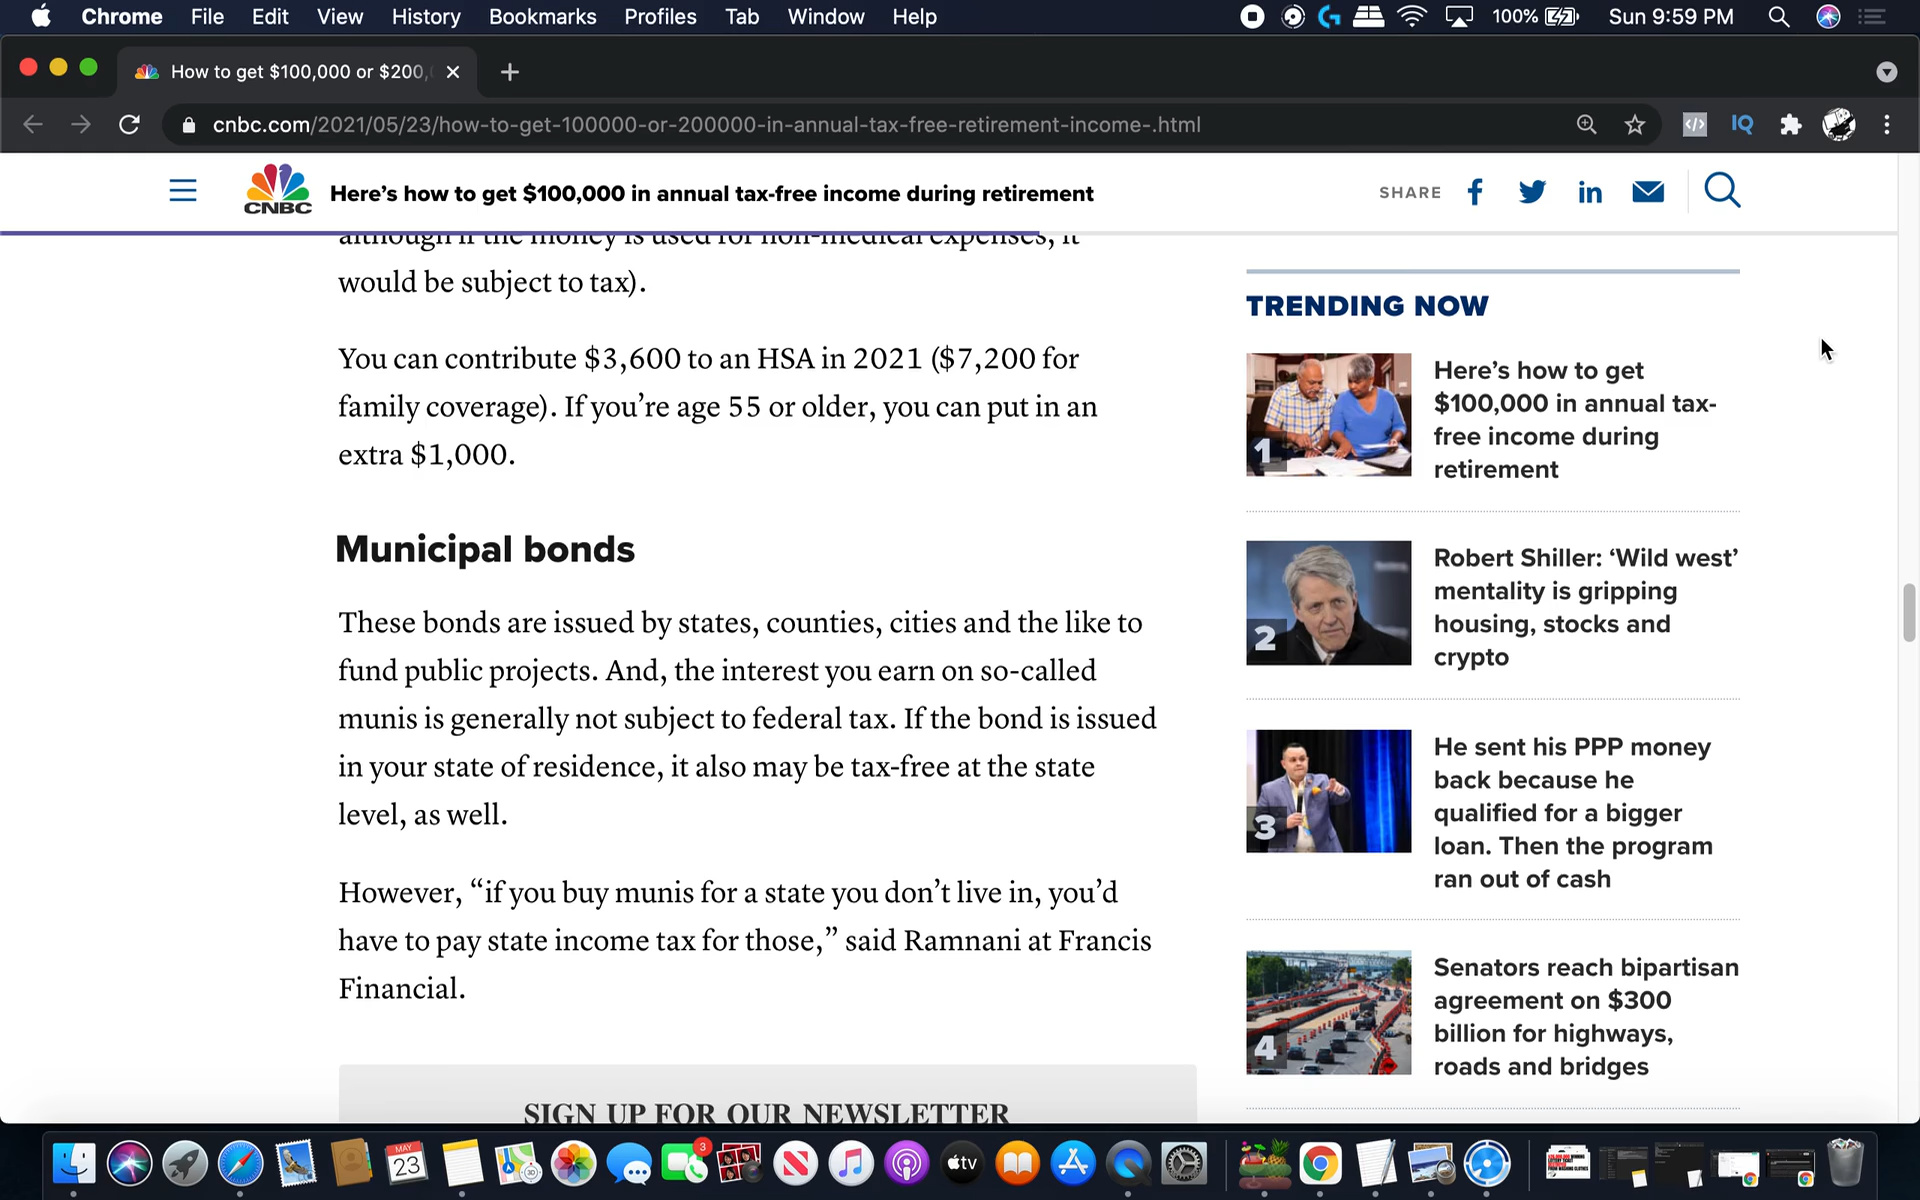 Chrome File Edit View History Bookmarks Profiles Tab Window Help
100% Sun 9:59 PM
How to get $100,000 or $200,
cnbc.com/2021/05/23/how-to-get-100000-or-200000-in-annual-tax-free-retirement-income-.html
IQ
CNBC
Here’s how to get $100,000 in annual tax-free income during retirement
SHARE
although if the money is used for non-medical expenses, it
would be subject to tax).
You can contribute $3,600 to an HSA in 2021 ($7,200 for
family coverage). If you’re age 55 or older, you can put in an
extra $1,000.
Municipal bonds
These bonds are issued by states, counties, cities and the like to
fund public projects. And, the interest you earn on so-called
munis is generally not subject to federal tax. If the bond is issued
in your state of residence, it also may be tax-free at the state
level, as well.
However, “if you buy munis for a state you don’t live in, you’d
have to pay state income tax for those,” said Ramnani at Francis
Financial.
SIGN UP FOR OUR NEWSLETTER
TRENDING NOW
1
Here’s how to get
$100,000 in annual tax-
free income during
retirement
2
Robert Shiller: ‘Wild west’
mentality is gripping
housing, stocks and
crypto
3
He sent his PPP money
back because he
qualified for a bigger
loan. Then the program
ran out of cash
4
Senators reach bipartisan
agreement on $300
billion for highways,
roads and bridges
MAY
23
3
tv